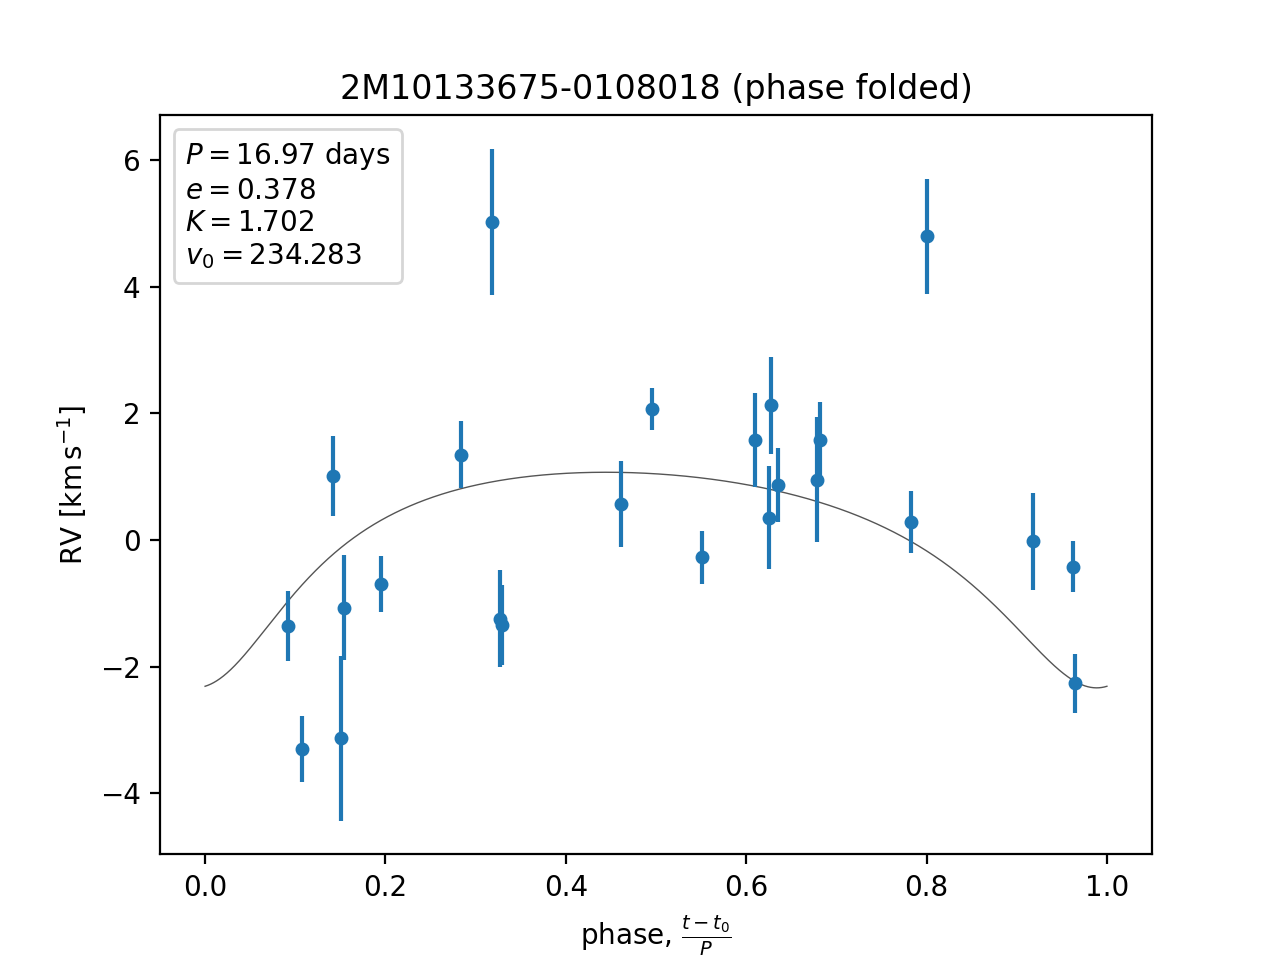 2M10133675-0108018 (phase folded)
P = 16.97 days
e = 0.378
K = 1.702
v₀ = 234.283
6
4
2
0
−2
−4
RV [km s⁻¹]
0.0 0.2 0.4 0.6 0.8 1.0
phase, (t − t₀)/P